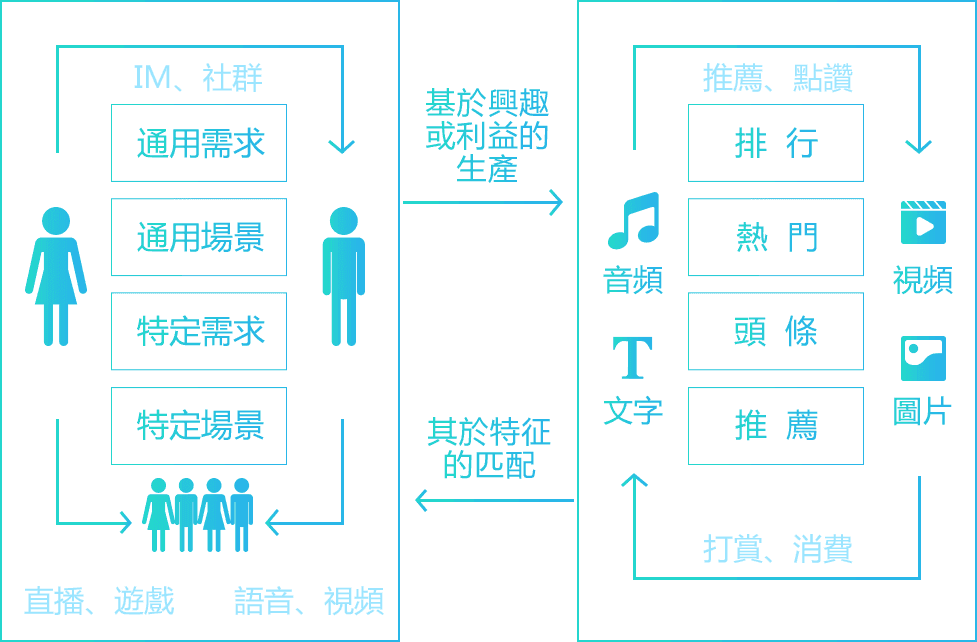 IM、社群
通用需求
通用場景
特定需求
特定場景
直播、遊戲
語音、視頻
基於興趣
或利益的
生產
其於特征
的匹配
推薦、點讚
排 行
熱 門
頭 條
推 薦
音頻
視頻
T
文字
圖片
打賞、消費